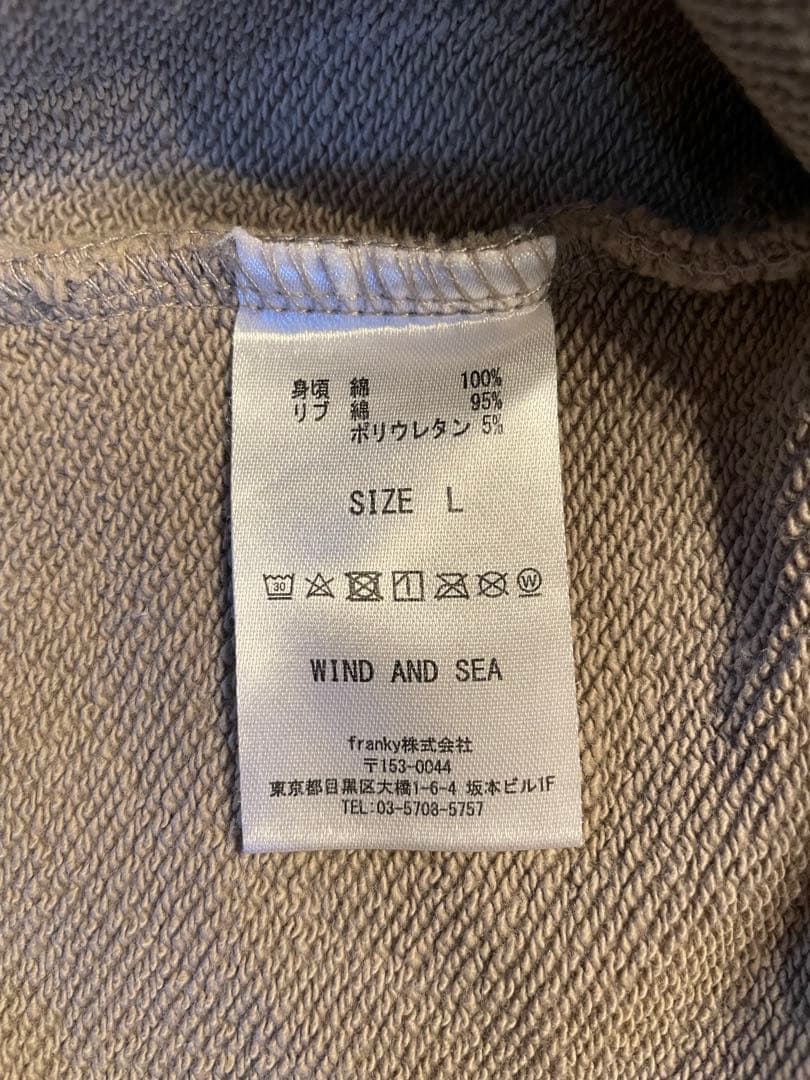 身頃 綿 100%
リブ 綿 95%
ポリウレタン 5%
SIZE L
30
W
WIND AND SEA
franky株式会社
〒153-0044
東京都目黒区大橋1-6-4 坂本ビル1F
TEL:03-5708-5757